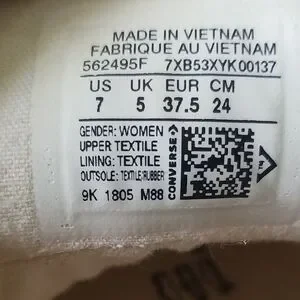 MADE IN VIETNAM
FABRIQUE AU VIETNAM
562495F 7XB53XYK00137
US UK EUR CM
7 5 37.5 24
GENDER: WOMEN
UPPER TEXTILE
LINING: TEXTILE
OUTSOLE: TEXTILE/RUBBER
9K 1805 M88
CONVERSE